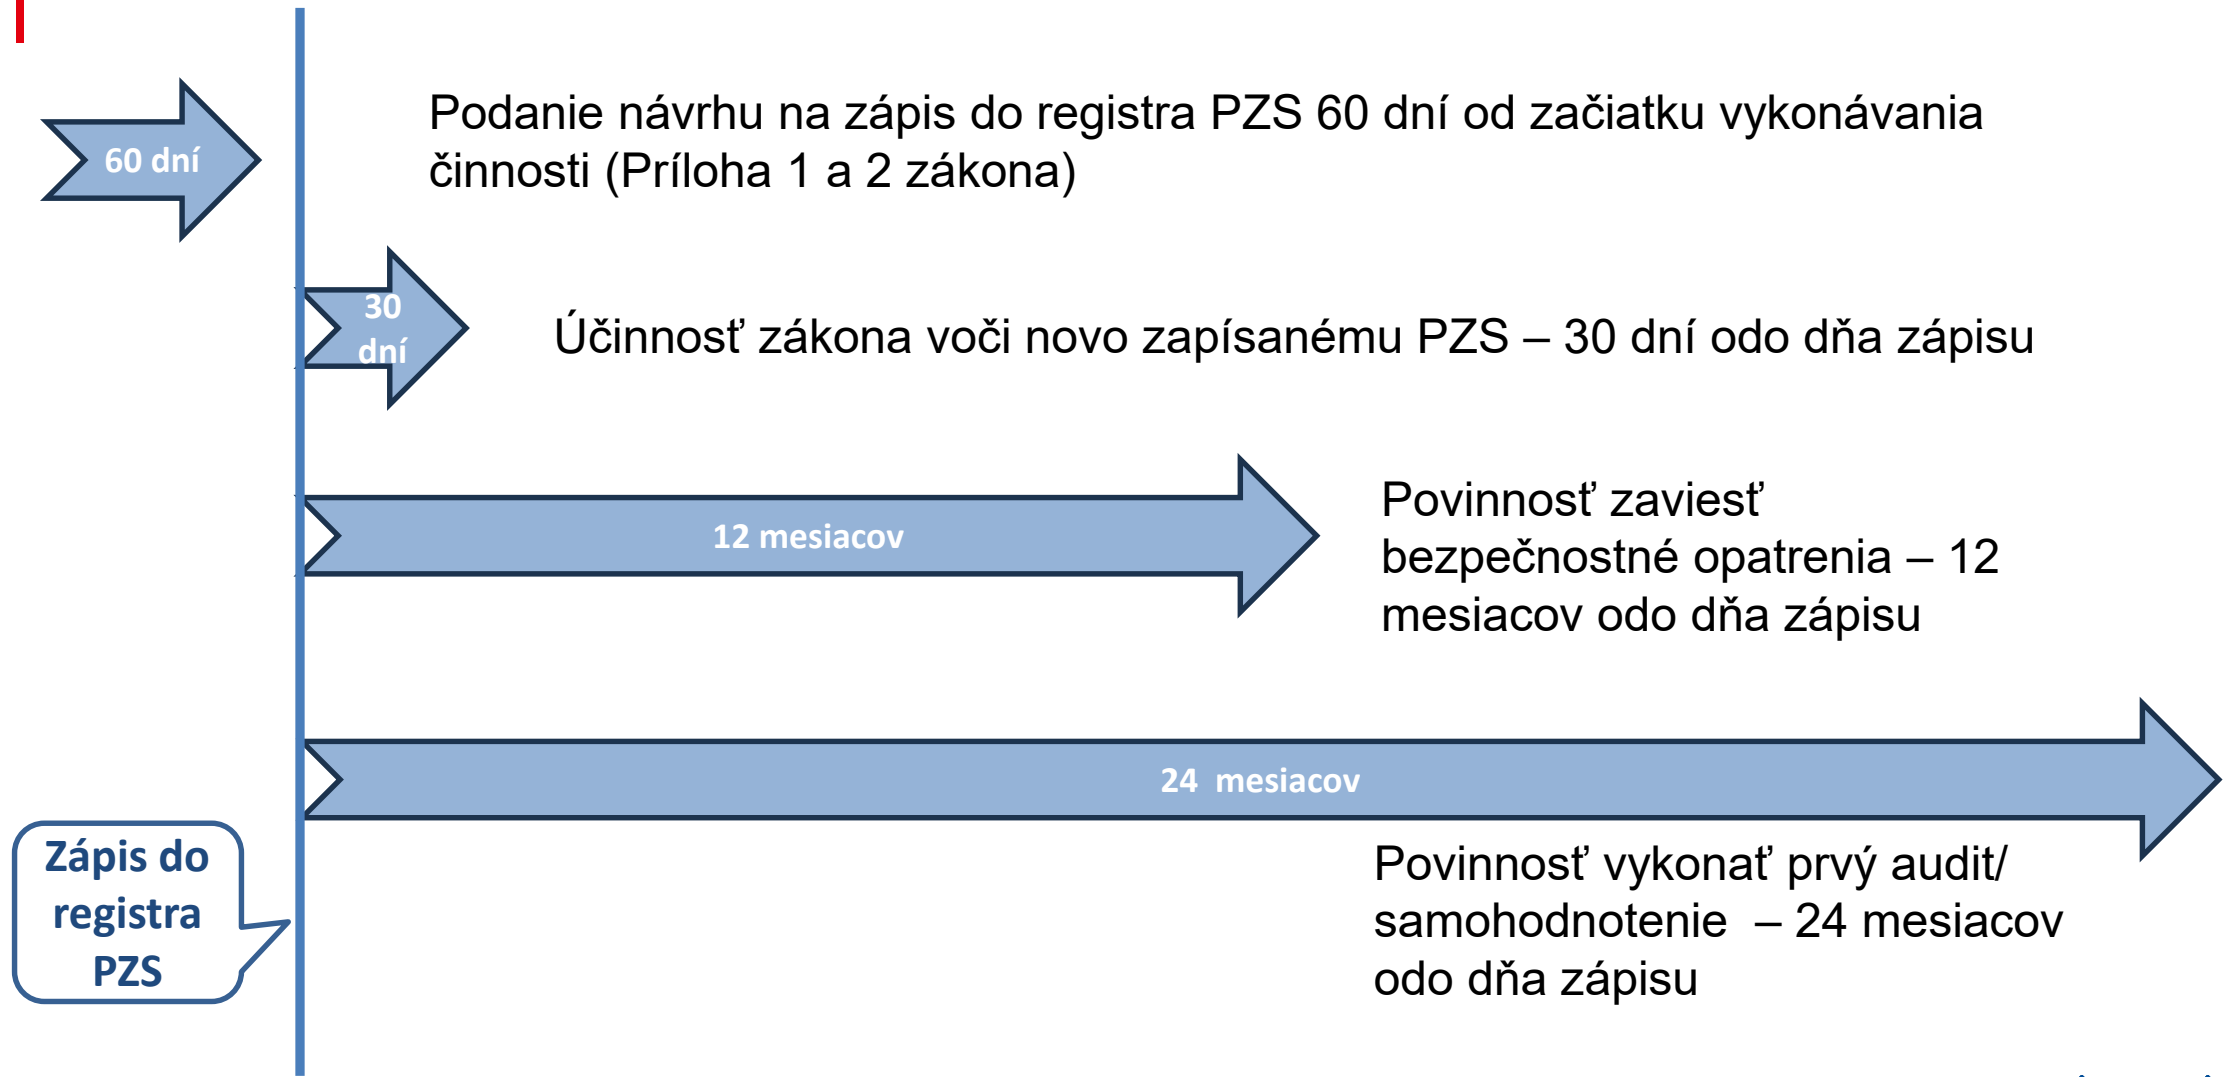 60 dní
Podanie návrhu na zápis do registra PZS 60 dní od začiatku vykonávania
činnosti (Príloha 1 a 2 zákona)
30
dní
Účinnosť zákona voči novo zapísanému PZS – 30 dní odo dňa zápisu
12 mesiacov
Povinnosť zaviesť
bezpečnostné opatrenia – 12
mesiacov odo dňa zápisu
24 mesiacov
Povinnosť vykonať prvý audit/
samohodnotenie – 24 mesiacov
odo dňa zápisu
Zápis do
registra
PZS